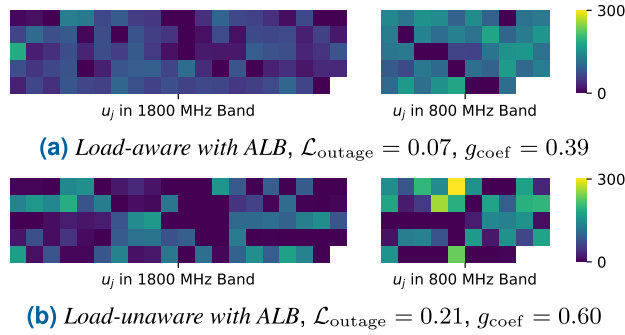 300
0
u_j in 1800 MHz Band
u_j in 800 MHz Band
(a) Load-aware with ALB, ℒ_outage = 0.07, g_coef = 0.39
300
0
u_j in 1800 MHz Band
u_j in 800 MHz Band
(b) Load-unaware with ALB, ℒ_outage = 0.21, g_coef = 0.60